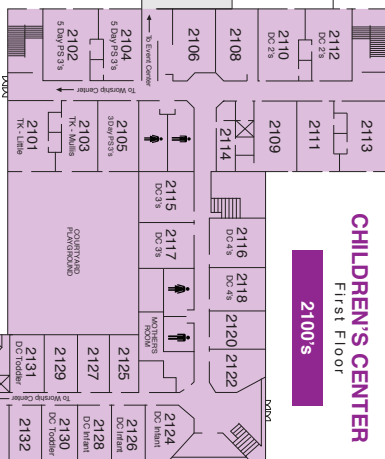 CHILDREN'S CENTER
First Floor
2100's
2102
5 Day PS 3's
2104
5 Day PS 3's
To Event Center
2106
2108
2110
DC 2's
2112
DC 2's
To Worship Center
2101
TK - Little
2103
TK - Mullis
2105
3 Day PS 3's
2114
2109
2111
2113
2115
DC 3's
2117
DC 3's
2116
DC 4's
2118
DC 4's
2120
2122
COURTYARD
PLAYGROUND
MOTHER'S
ROOM
2131
DC Toddler
2129
2127
2125
To Worship Center
2132
2130
DC Toddler
2128
DC Infant
2126
DC Infant
2124
DC Infant